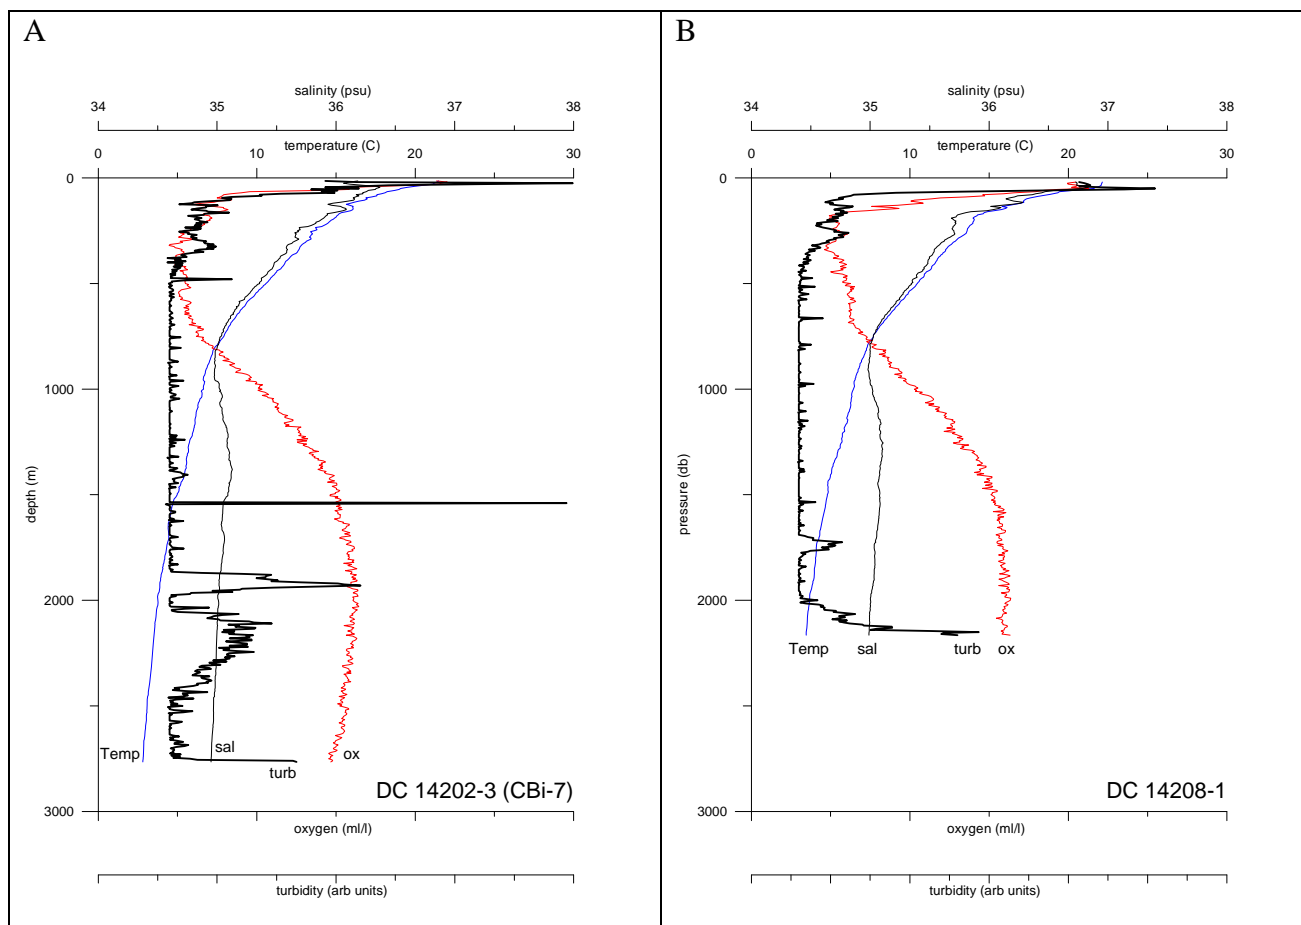 A
salinity (psu)
34 35 36 37 38
temperature (C)
0 10 20 30
0
1000
2000
3000
depth (m)
Temp
sal
turb
ox
DC 14202-3 (CBi-7)
oxygen (ml/l)
turbidity (arb units)
B
salinity (psu)
34 35 36 37 38
temperature (C)
0 10 20 30
0
1000
2000
3000
pressure (db)
Temp sal turb ox
DC 14208-1
oxygen (ml/l)
turbidity (arb units)